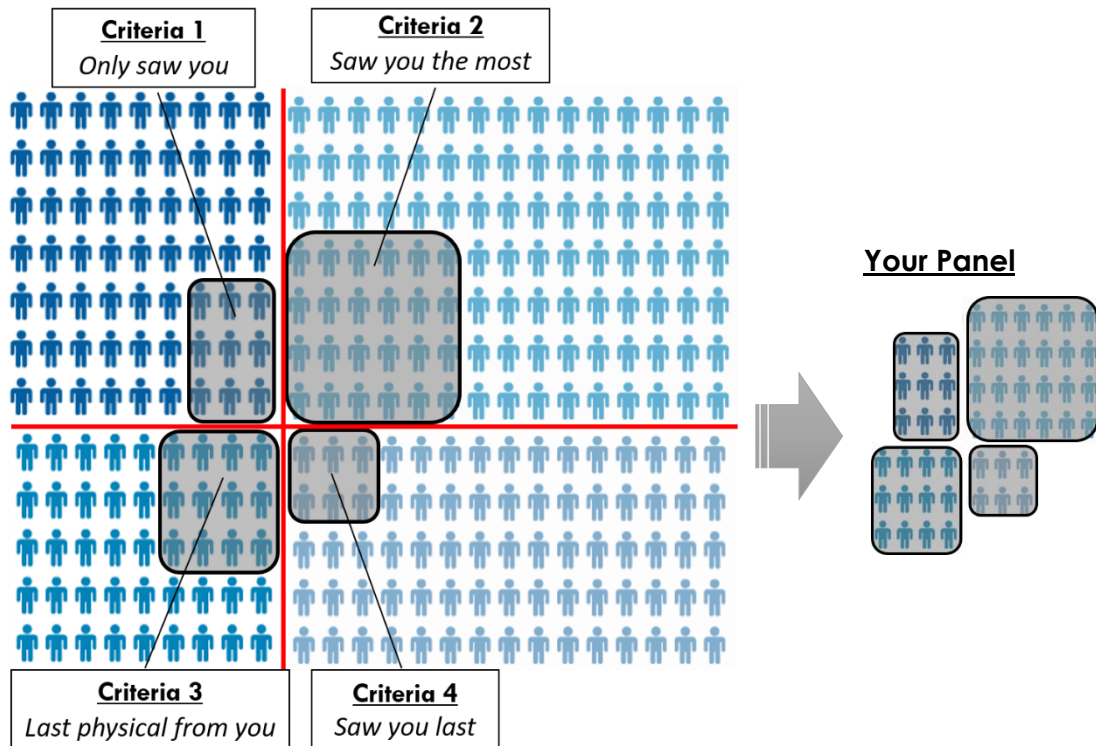 Criteria 1
Only saw you
Criteria 2
Saw you the most
Your Panel
Criteria 3
Last physical from you
Criteria 4
Saw you last